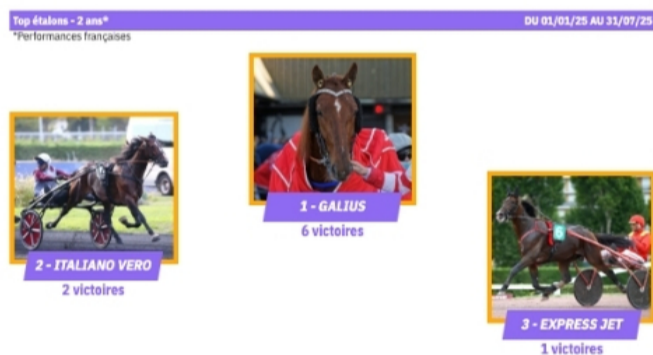 Top étalons - 2 ans*
DU 01/01/25 AU 31/07/25
*Performances françaises
1 - GALIUS
6 victoires
2 - ITALIANO VERO
2 victoires
6
3 - EXPRESS JET
1 victoires